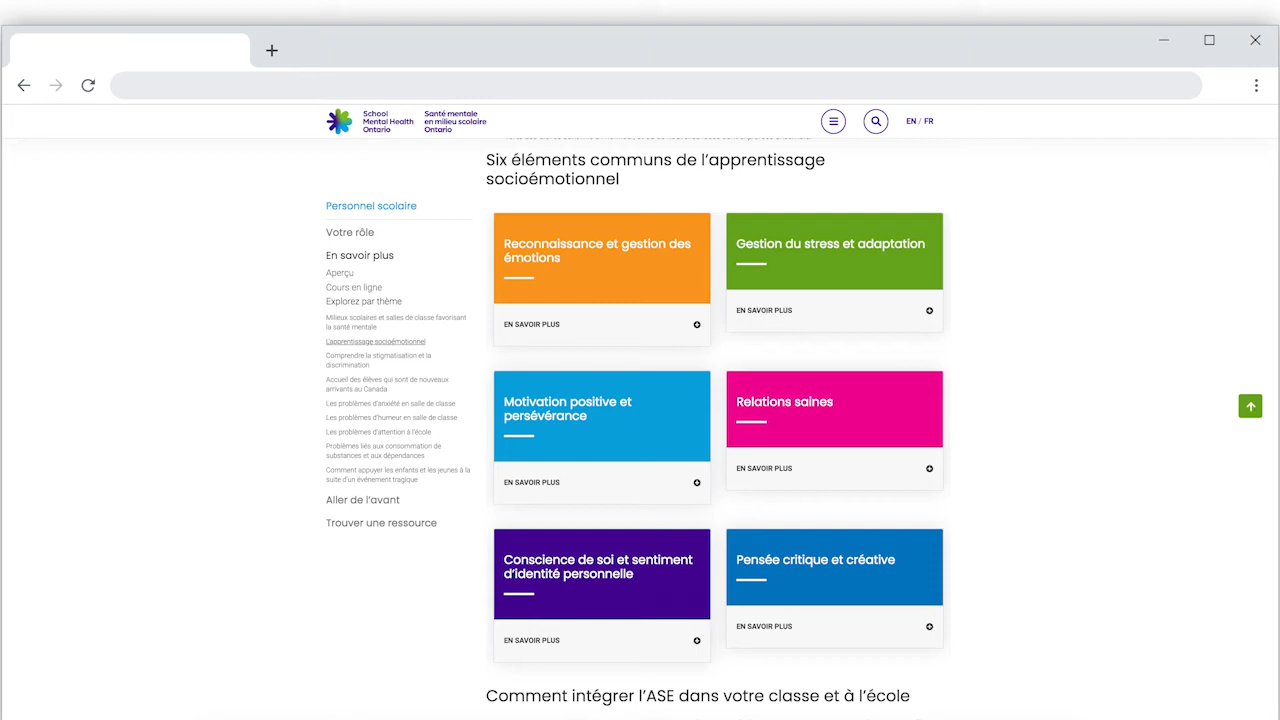 School
Mental Health
Ontario
Santé mentale
en milieu scolaire
Ontario
EN / FR
Six éléments communs de l'apprentissage
socioémotionnel
Personnel scolaire
Votre rôle
En savoir plus
Aperçu
Cours en ligne
Explorez par thème
Milieux scolaires et salles de classe favorisant
la santé mentale
L'apprentissage socioémotionnel
Comprendre la stigmatisation et la
discrimination
Accueil des élèves qui sont de nouveaux
arrivants au Canada
Les problèmes d'anxiété en salle de classe
Les problèmes d'humeur en salle de classe
Les problèmes d'attention à l'école
Problèmes liés aux consommation de
substances et aux dépendances
Comment appuyer les enfants et les jeunes à la
suite d'un événement tragique
Aller de l'avant
Trouver une ressource
Reconnaissance et gestion des
émotions
EN SAVOIR PLUS
Gestion du stress et adaptation
EN SAVOIR PLUS
Motivation positive et
persévérance
EN SAVOIR PLUS
Relations saines
EN SAVOIR PLUS
Conscience de soi et sentiment
d'identité personnelle
EN SAVOIR PLUS
Pensée critique et créative
EN SAVOIR PLUS
Comment intégrer l'ASE dans votre classe et à l'école